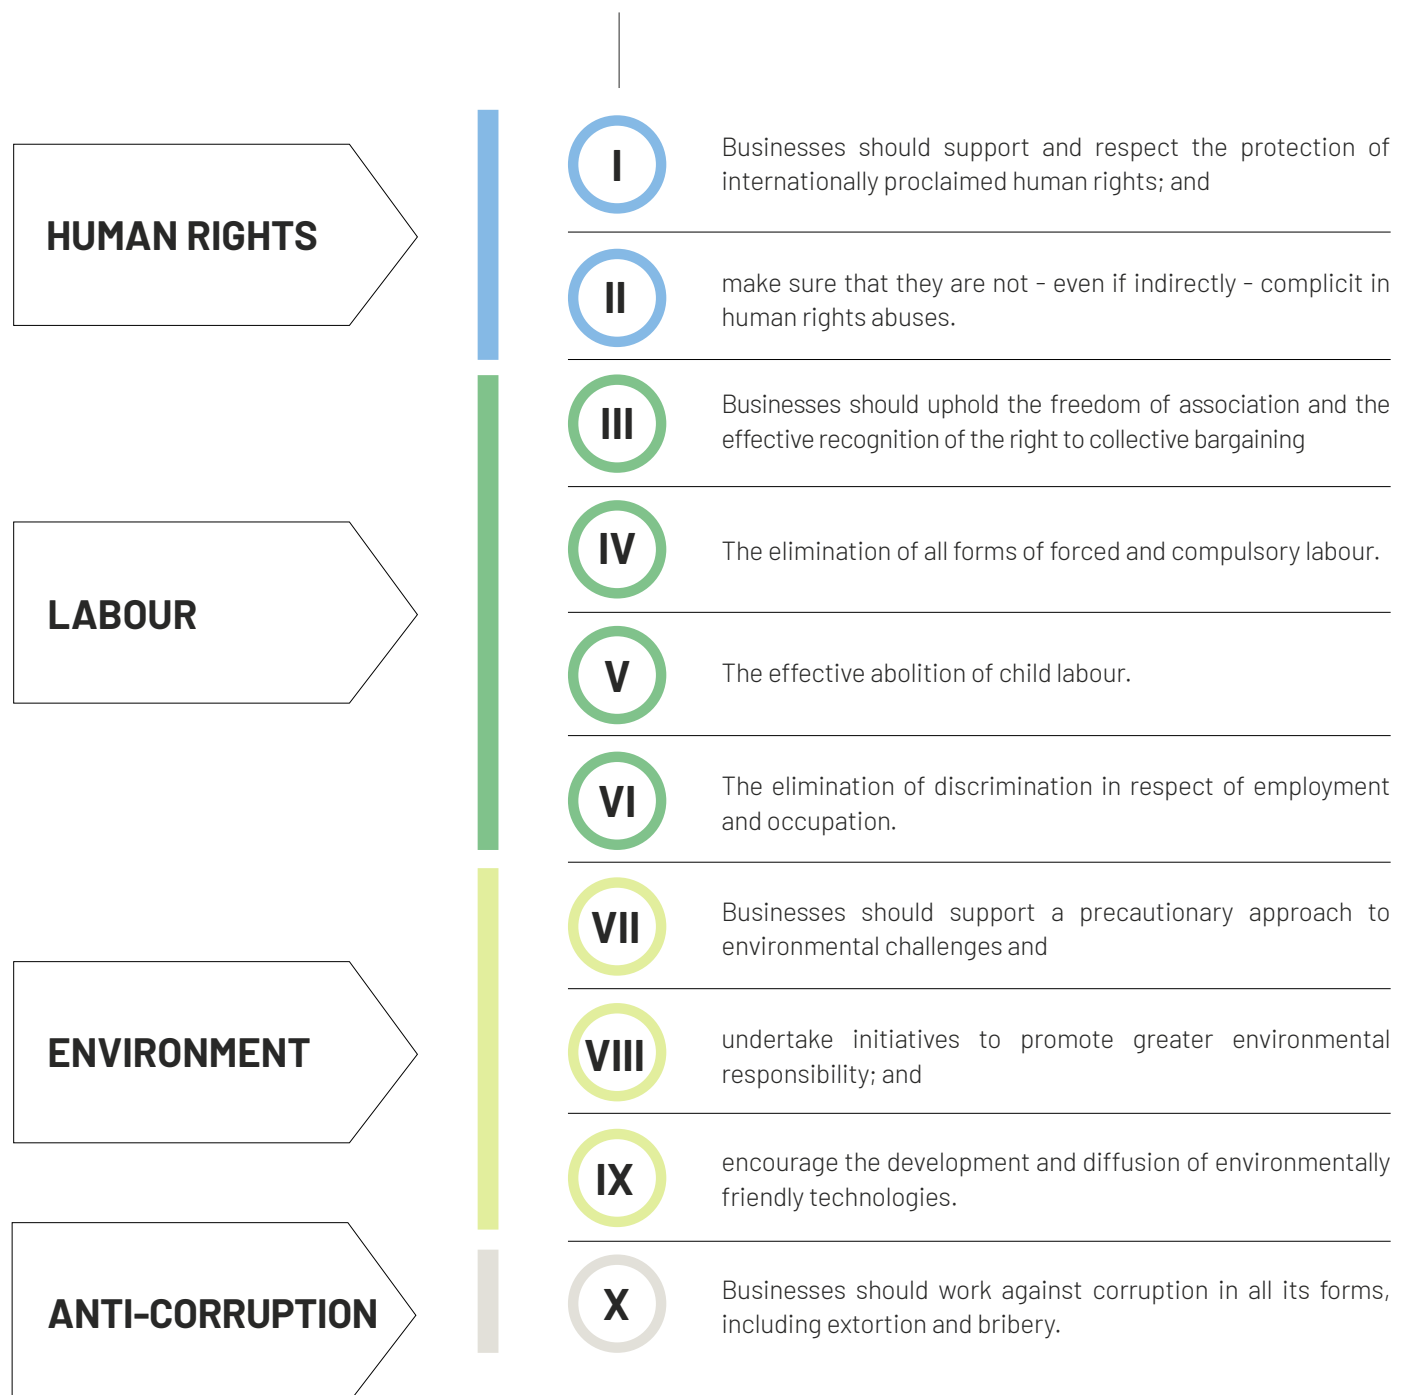 HUMAN RIGHTS
I
Businesses should support and respect the protection of
internationally proclaimed human rights; and
II
make sure that they are not - even if indirectly - complicit in
human rights abuses.
LABOUR
III
Businesses should uphold the freedom of association and the
effective recognition of the right to collective bargaining
IV
The elimination of all forms of forced and compulsory labour.
V
The effective abolition of child labour.
VI
The elimination of discrimination in respect of employment
and occupation.
ENVIRONMENT
VII
Businesses should support a precautionary approach to
environmental challenges and
VIII
undertake initiatives to promote greater environmental
responsibility; and
IX
encourage the development and diffusion of environmentally
friendly technologies.
ANTI-CORRUPTION
X
Businesses should work against corruption in all its forms,
including extortion and bribery.